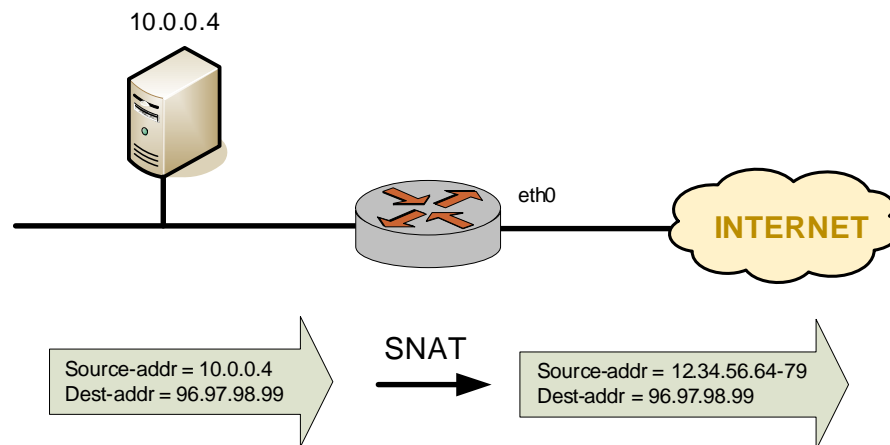 10.0.0.4
eth0
INTERNET
Source-addr = 10.0.0.4
Dest-addr = 96.97.98.99
SNAT
Source-addr = 12.34.56.64-79
Dest-addr = 96.97.98.99